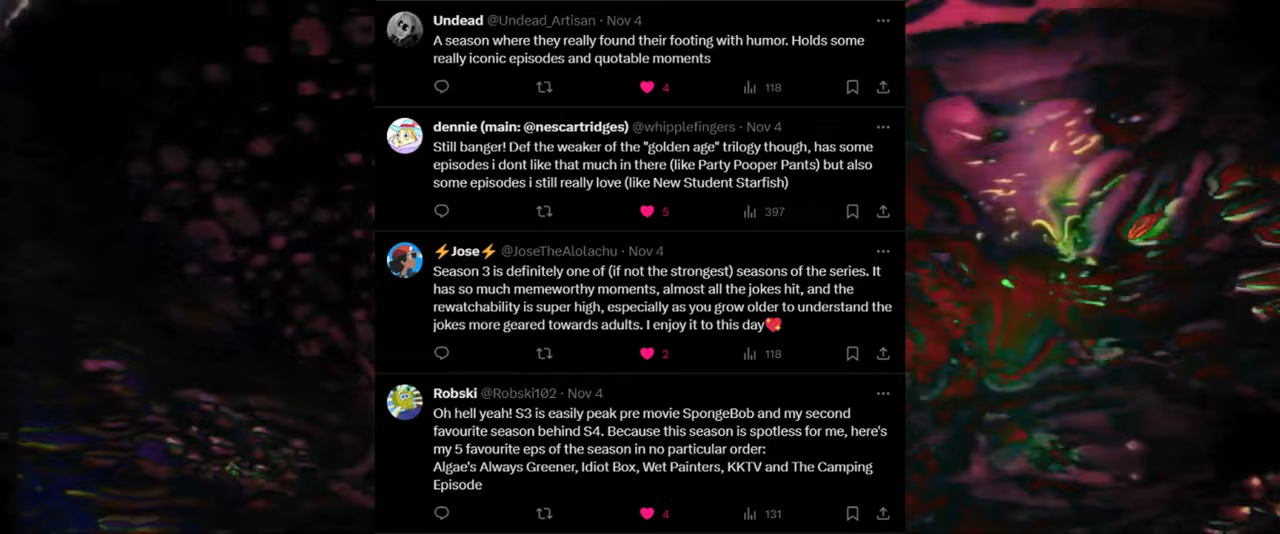 Undead @Undead_Artisan · Nov 4
A season where they really found their footing with humor. Holds some
really iconic episodes and quotable moments
4 118
dennie (main: @nescartridges) @whipplefingers · Nov 4
Still banger! Def the weaker of the "golden age" trilogy though, has some
episodes i dont like that much in there (like Party Pooper Pants) but also
some episodes i still really love (like New Student Starfish)
5 397
⚡Jose⚡ @JoseTheAlolachu · Nov 4
Season 3 is definitely one of (if not the strongest) seasons of the series. It
has so much memeworthy moments, almost all the jokes hit, and the
rewatchability is super high, especially as you grow older to understand the
jokes more geared towards adults. I enjoy it to this day💖
2 118
Robski @Robski102 · Nov 4
Oh hell yeah! S3 is easily peak pre movie SpongeBob and my second
favourite season behind S4. Because this season is spotless for me, here's
my 5 favourite eps of the season in no particular order:
Algae's Always Greener, Idiot Box, Wet Painters, KKTV and The Camping
Episode
4 131